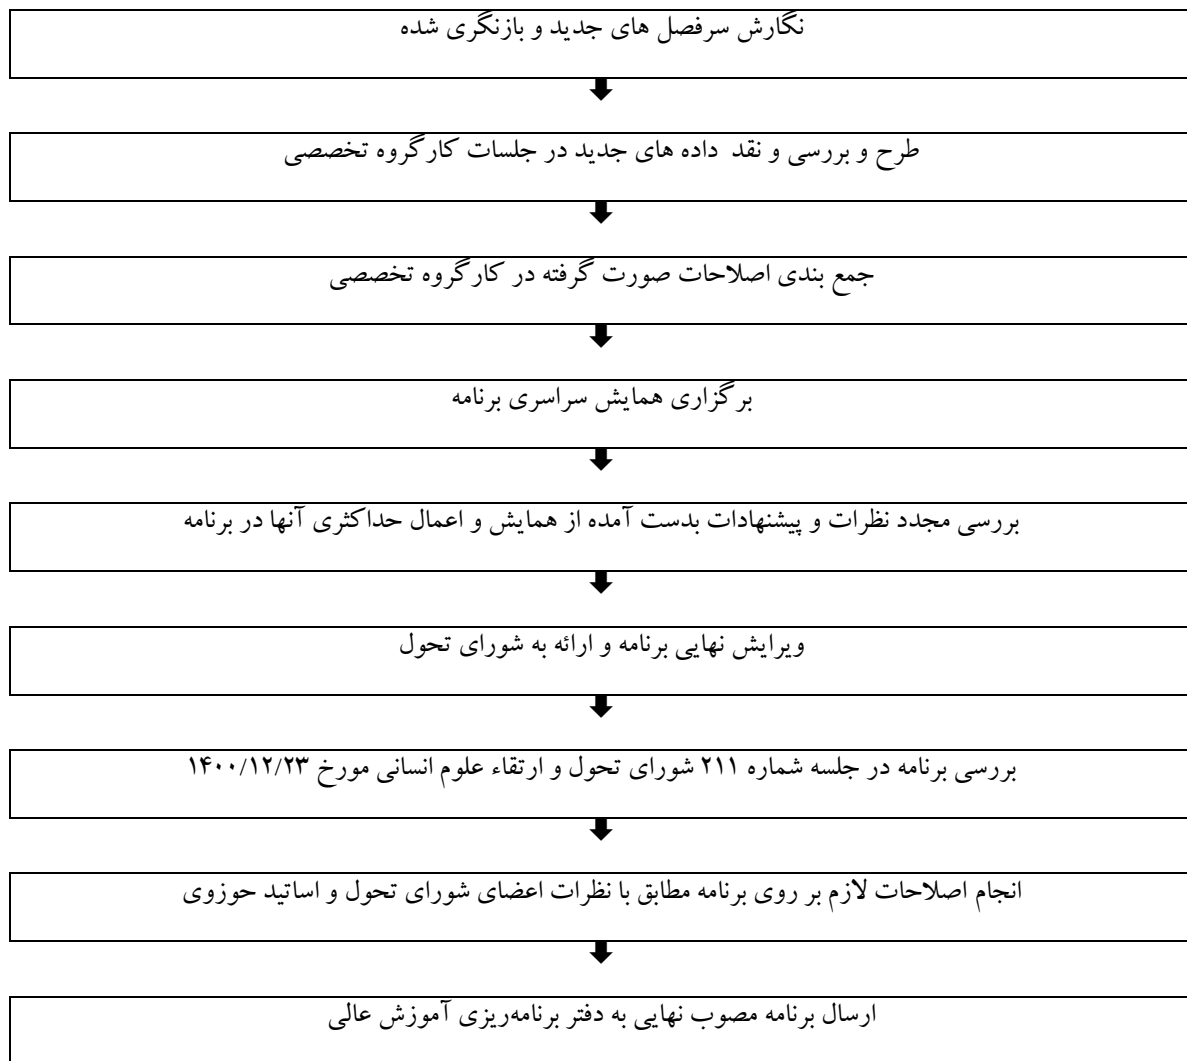 نگارش سرفصل های جدید و بازنگری شده
طرح و بررسی و نقد داده های جدید در جلسات کارگروه تخصصی
جمع بندی اصلاحات صورت گرفته در کارگروه تخصصی
برگزاری همایش سراسری برنامه
بررسی مجدد نظرات و پیشنهادات بدست آمده از همایش و اعمال حداکثری آنها در برنامه
ویرایش نهایی برنامه و ارائه به شورای تحول
بررسی برنامه در جلسه شماره ۲۱۱ شورای تحول و ارتقاء علوم انسانی مورخ ۱۴۰۰/۱۲/۲۳
انجام اصلاحات لازم بر روی برنامه مطابق با نظرات اعضای شورای تحول و اساتید حوزوی
ارسال برنامه مصوب نهایی به دفتر برنامه‌ریزی آموزش عالی